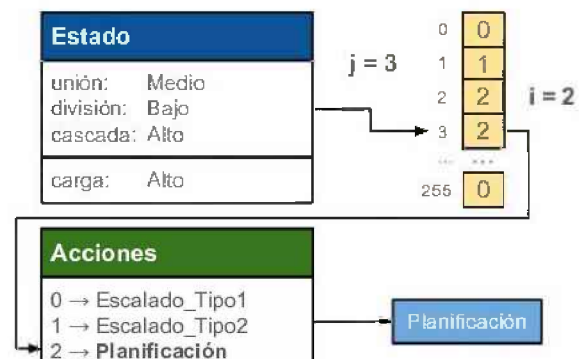 Estado
unión: Medio
división: Bajo
cascada: Alto
carga: Alto
j = 3
0 0
1 1
2 2
3 2
... ...
255 0
i = 2
Acciones
0 → Escalado_Tipo1
1 → Escalado_Tipo2
2 → Planificación
Planificación